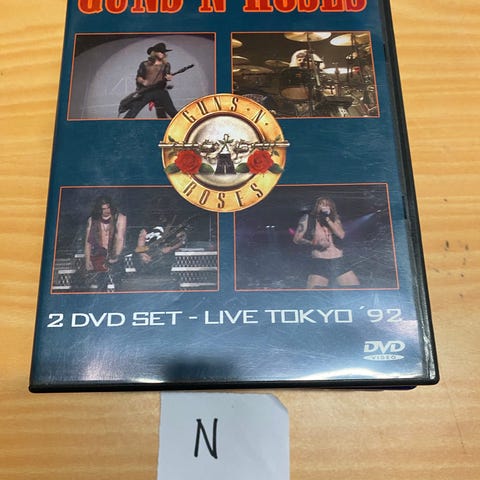 GUNS N' ROSES
GUNS·N·
ROSES
2 DVD SET - LIVE TOKYO '92
DVD
VIDEO
N